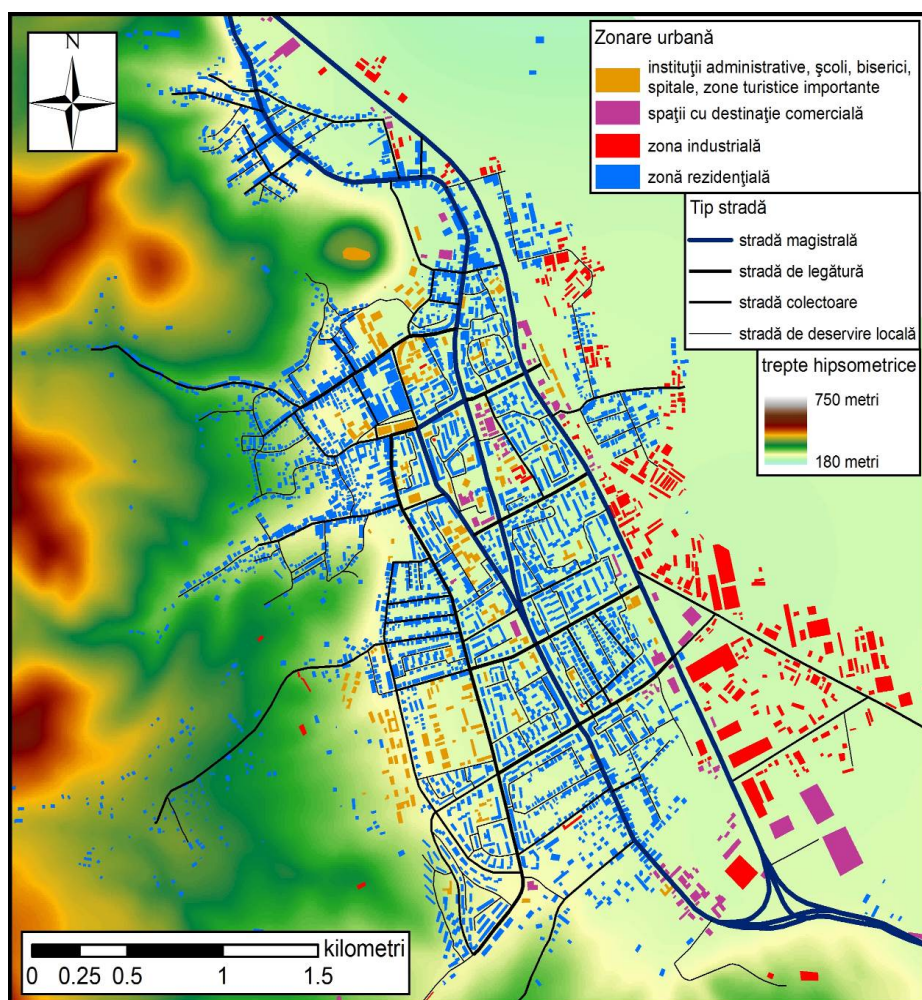 N
Zonare urbană
instituţii administrative, şcoli, biserici,
spitale, zone turistice importante
spaţii cu destinaţie comercială
zona industrială
zonă rezidenţială
Tip stradă
stradă magistrală
stradă de legătură
stradă colectoare
stradă de deservire locală
trepte hipsometrice
750 metri
180 metri
kilometri
0 0.25 0.5 1 1.5